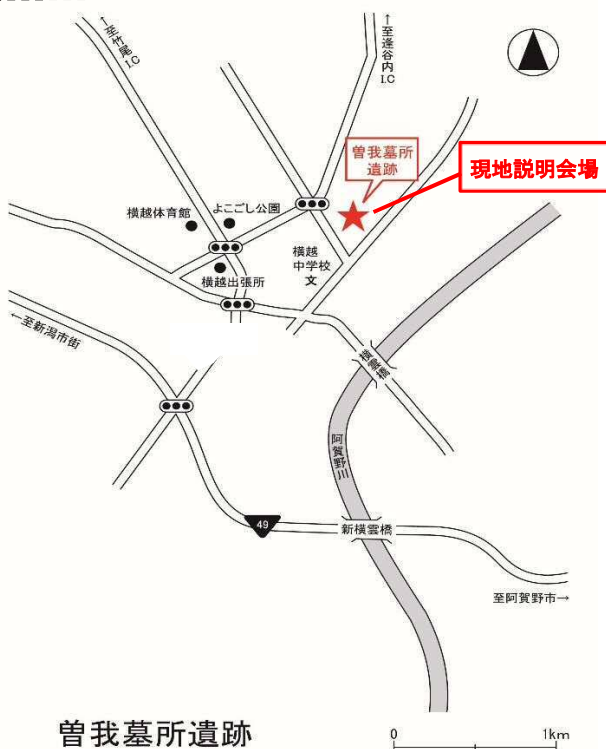 ←至竹尾I.C
←至逢谷内I.C
曽我墓所
遺跡
現地説明会場
横越体育館
よこごし公園
横越
中学校
文
横越出張所
←至新潟市街
横雲橋
阿賀野川
49
新横雲橋
至阿賀野市→
曽我墓所遺跡
0
1km